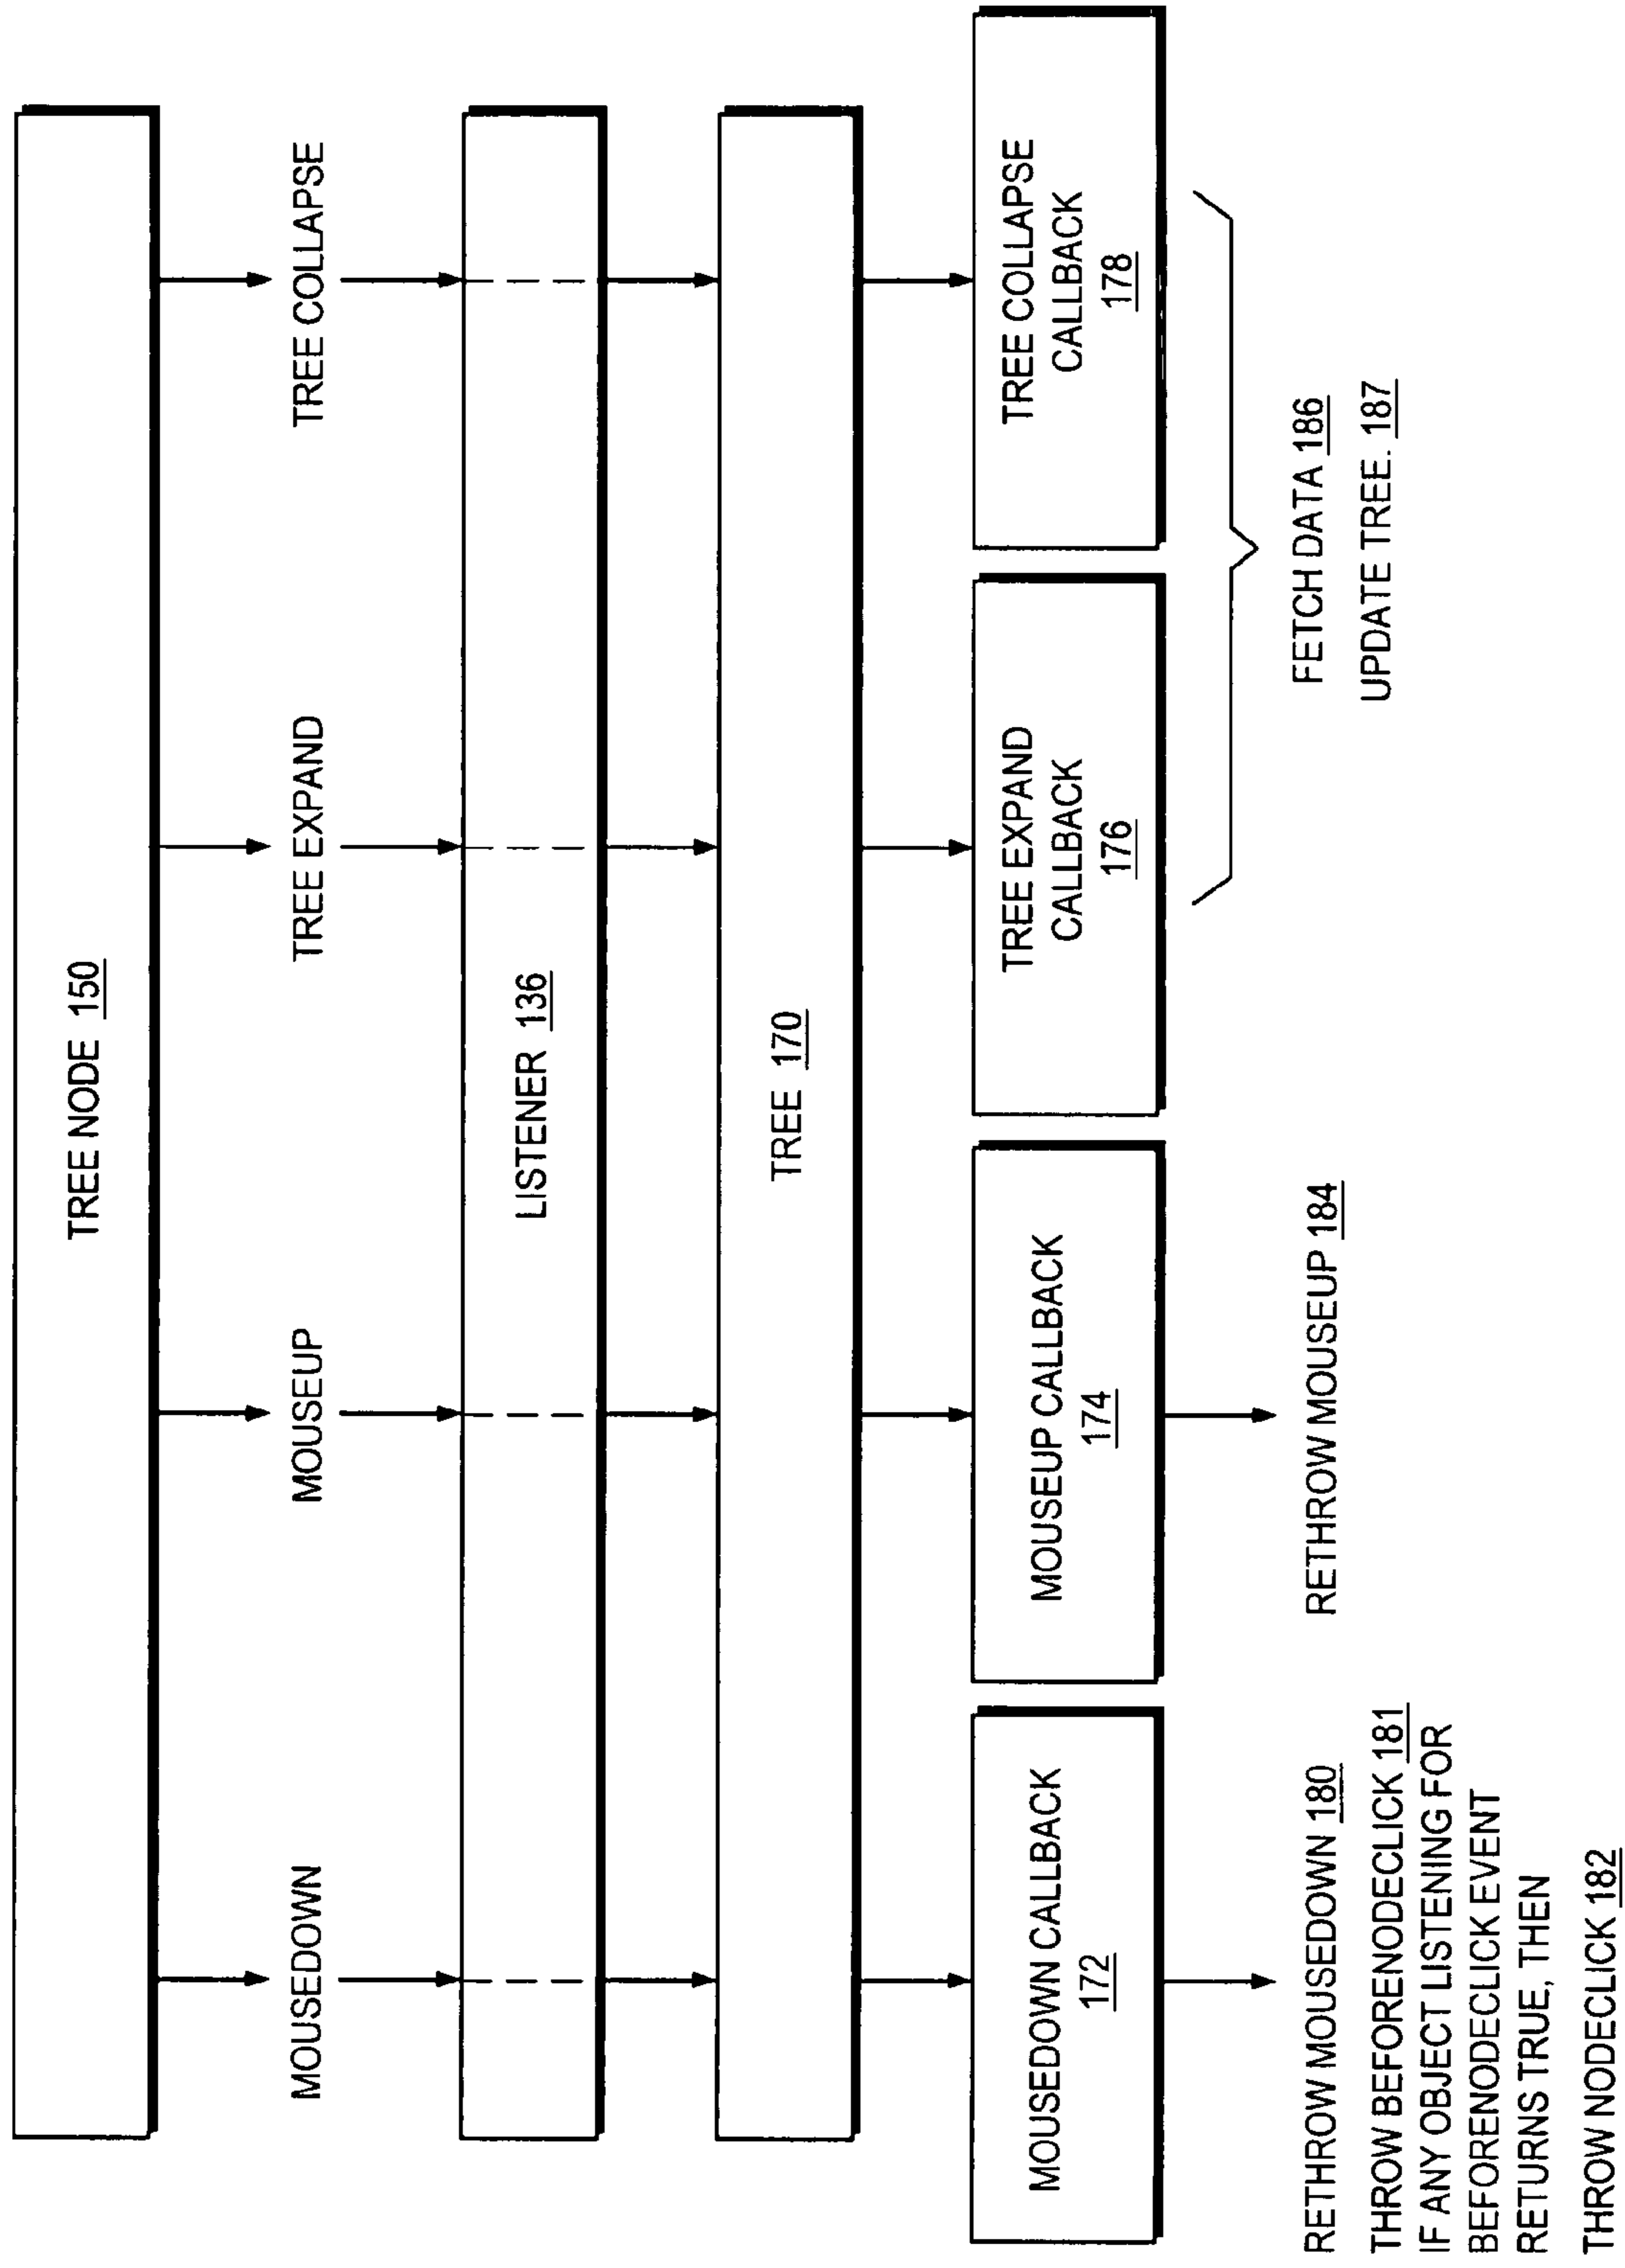 TREE NODE 150
MOUSEDOWN
MOUSEUP
TREE EXPAND
TREE COLLAPSE
LISTENER 136
TREE 170
MOUSEDOWN CALLBACK
172
MOUSEUP CALLBACK
174
TREE EXPAND
CALLBACK
176
TREE COLLAPSE
CALLBACK
178
RETHROW MOUSEDOWN 180
THROW BEFORENODECLICK 181
IF ANY OBJECT LISTENING FOR
BEFORENODECLICK EVENT
RETURNS TRUE, THEN
THROW NODECLICK 182
RETHROW MOUSEUP 184
FETCH DATA 186
UPDATE TREE. 187